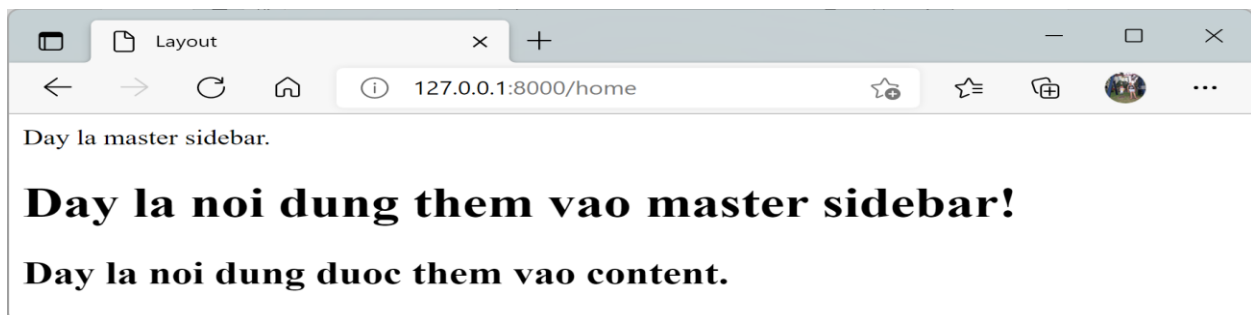 Layout
127.0.0.1:8000/home
Day la master sidebar.
Day la noi dung them vao master sidebar!
Day la noi dung duoc them vao content.